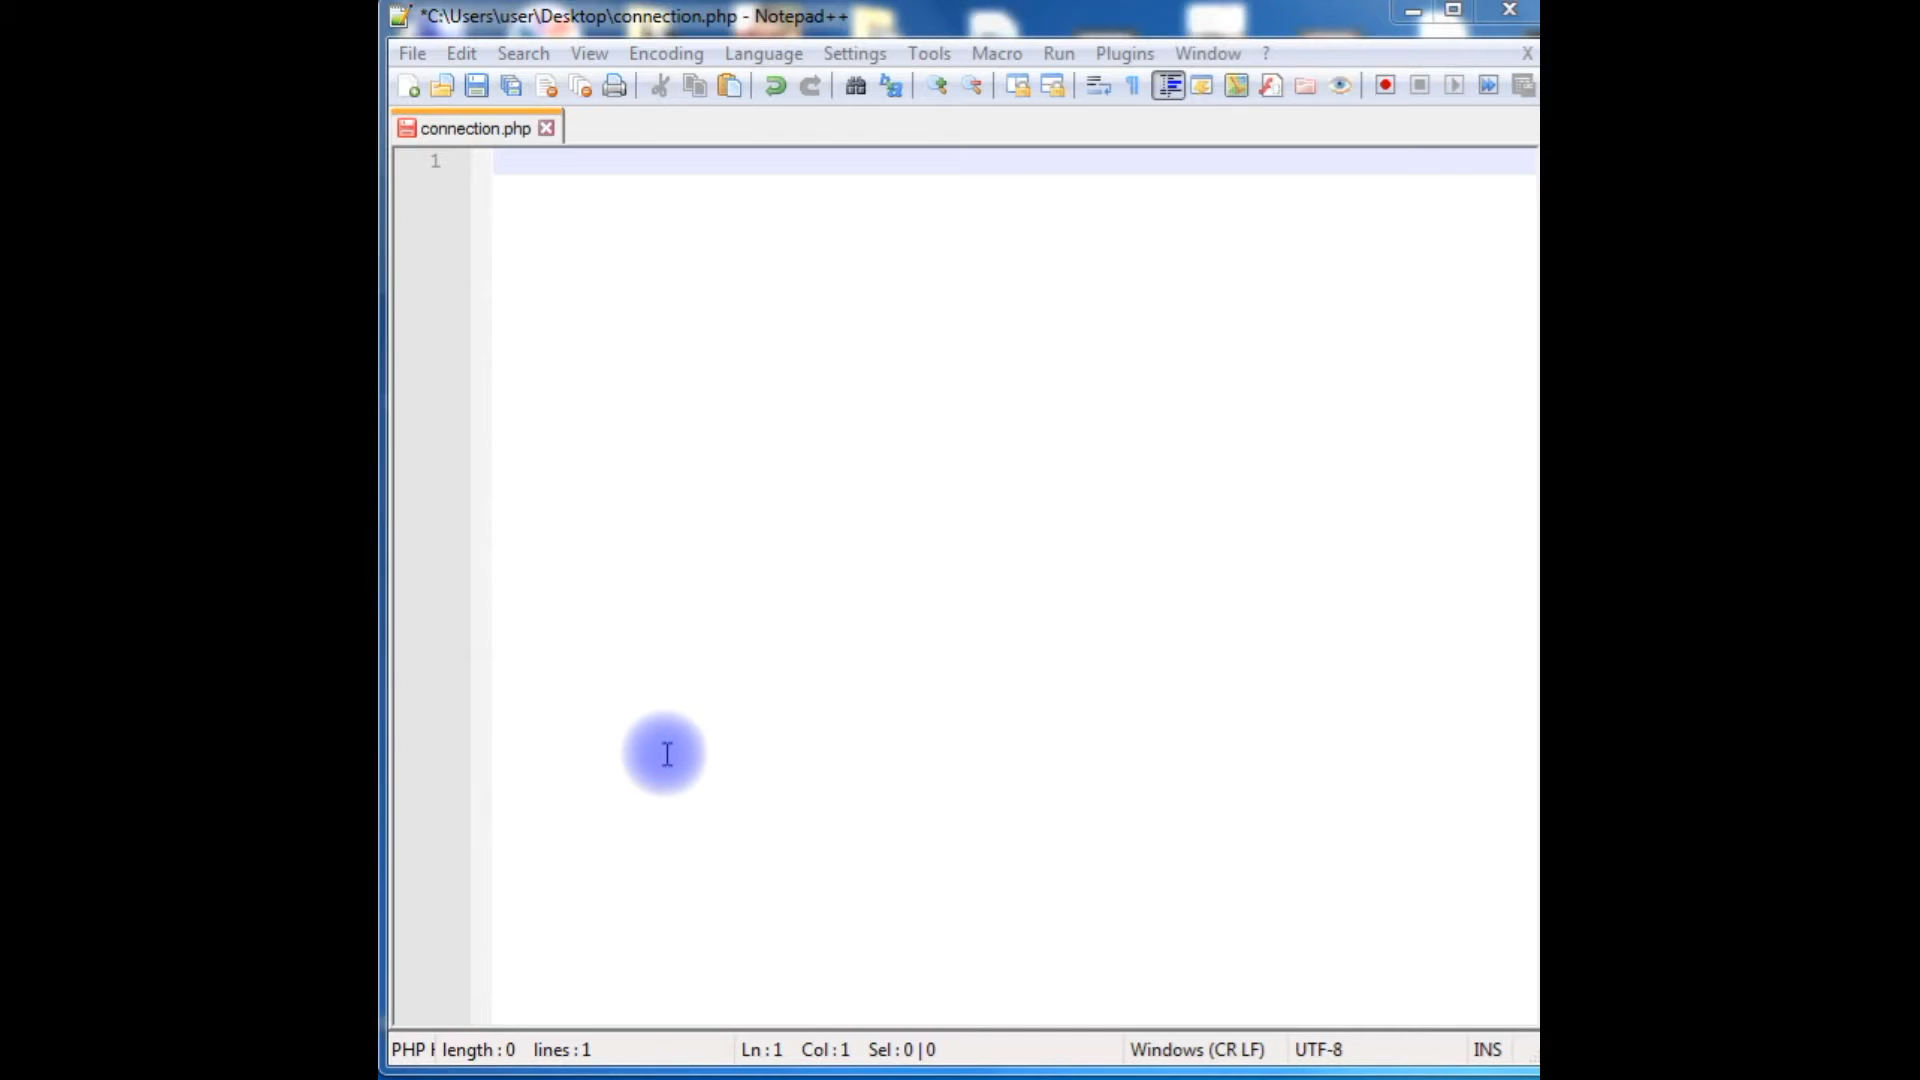 *C:\Users\user\Desktop\connection.php - Notepad++
File Edit Search View Encoding Language Settings Tools Macro Run Plugins Window ? X
connection.php
1
PHP length : 0 lines : 1 Ln : 1 Col : 1 Sel : 0 | 0 Windows (CR LF) UTF-8 INS